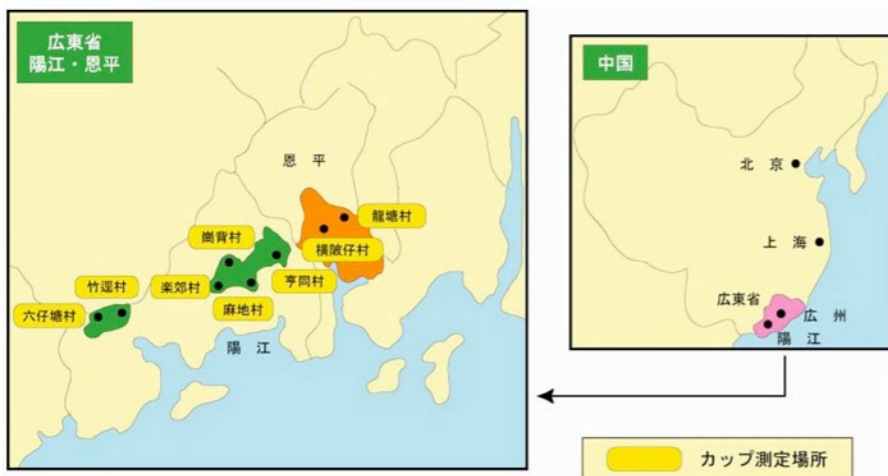 広東省
陽江・恩平
恩 平
龍塘村
崗背村
横陂仔村
竹逕村
楽郊村
亨同村
六仔塘村
麻地村
陽 江
中国
北 京
上 海
広東省
広 州
陽 江
カップ測定場所